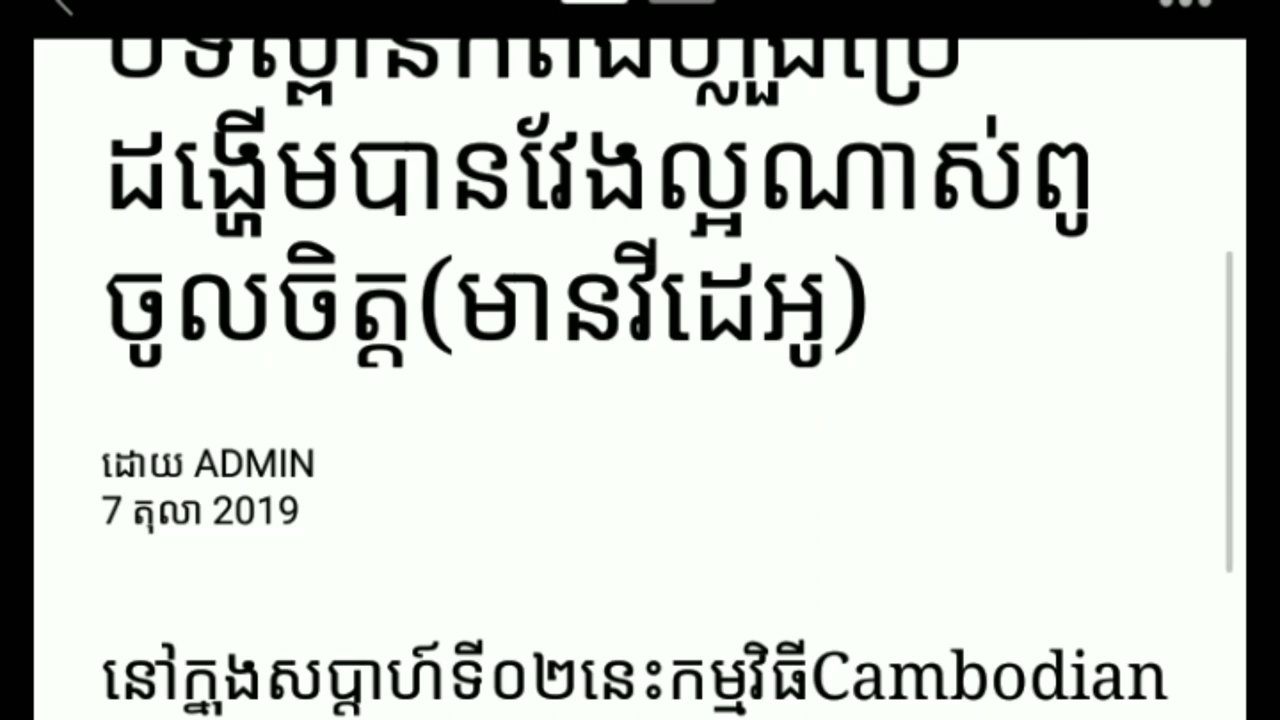 ដង្ហើមបានវែងល្អណាស់ពូ
ចូលចិត្ត(មានវីដេអូ)
ដោយ ADMIN
7 តុលា 2019
នៅក្នុងសប្ដាហ៍ទី០២នេះកម្មវិធីCambodian